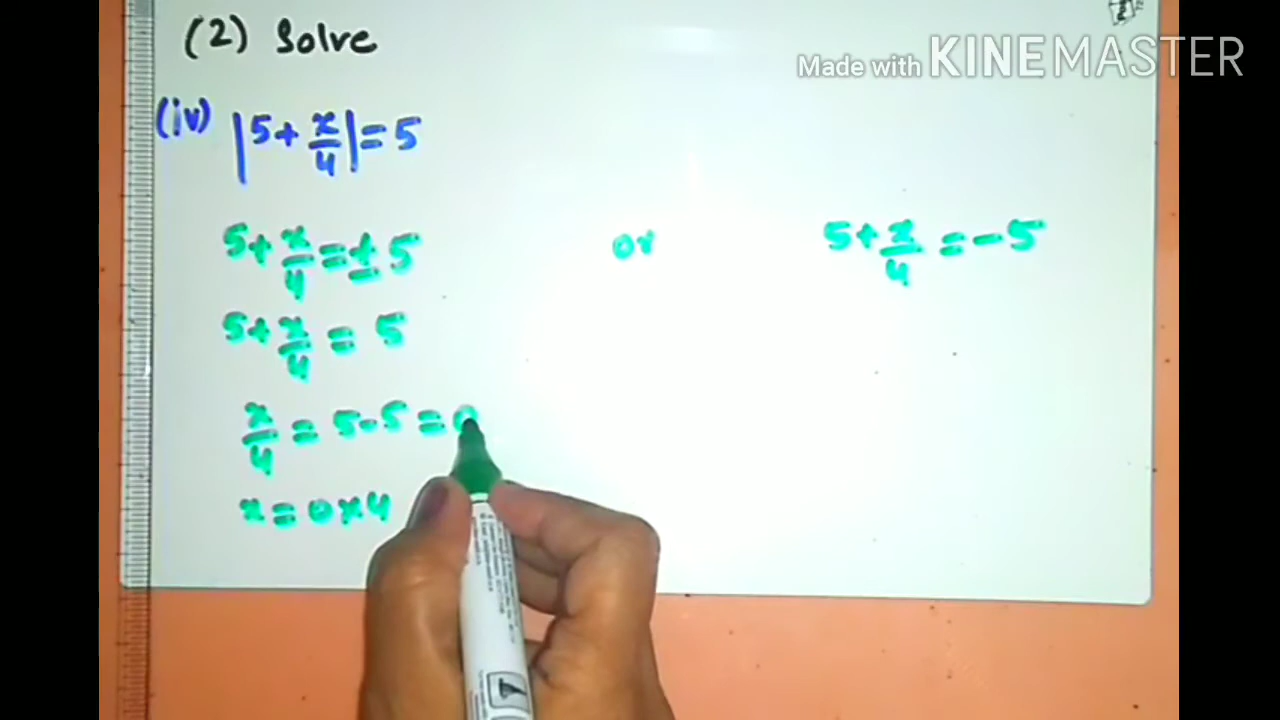 (2) Solve
Made with KINEMASTER
(iv) |5+x/4|=5
5+x/4=±5 or 5+x/4=-5
5+x/4=5
x/4=5-5=0
x=0×4